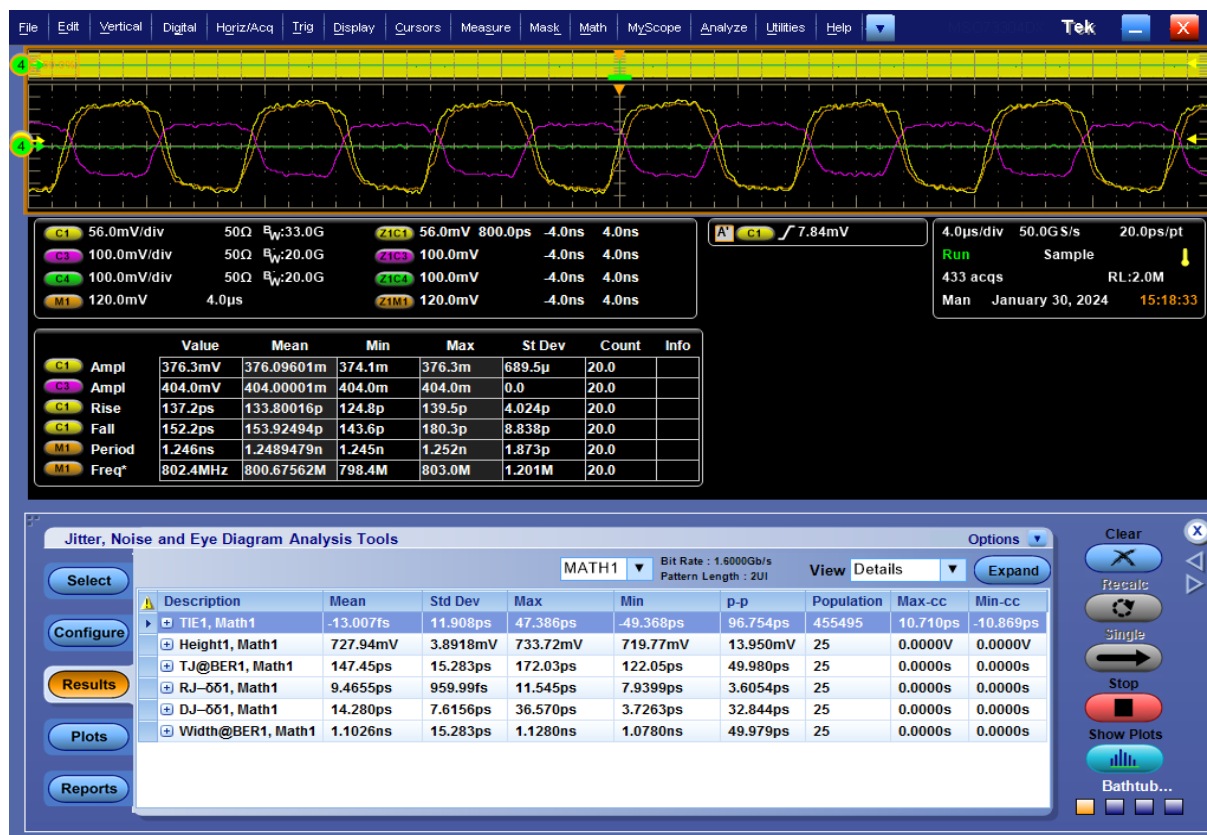 File Edit Vertical Digital Horiz/Acq Trig Display Cursors Measure Mask Math MyScope Analyze Utilities Help Tek X
4
4
C1 56.0mV/div 50Ω BW:33.0G Z1C1 56.0mV 800.0ps -4.0ns 4.0ns
C3 100.0mV/div 50Ω BW:20.0G Z1C3 100.0mV -4.0ns 4.0ns
C4 100.0mV/div 50Ω BW:20.0G Z1C4 100.0mV -4.0ns 4.0ns
M1 120.0mV 4.0µs Z1M1 120.0mV -4.0ns 4.0ns
A' C1 7.84mV
4.0µs/div 50.0GS/s 20.0ps/pt
Run Sample
433 acqs RL:2.0M
Man January 30, 2024 15:18:33
Value Mean Min Max St Dev Count Info
C1 Ampl 376.3mV 376.09601m 374.1m 376.3m 689.5µ 20.0
C3 Ampl 404.0mV 404.00001m 404.0m 404.0m 0.0 20.0
C1 Rise 137.2ps 133.80016p 124.8p 139.5p 4.024p 20.0
C1 Fall 152.2ps 153.92494p 143.6p 180.3p 8.838p 20.0
M1 Period 1.246ns 1.2489479n 1.245n 1.252n 1.873p 20.0
M1 Freq* 802.4MHz 800.67562M 798.4M 803.0M 1.201M 20.0
Jitter, Noise and Eye Diagram Analysis Tools Options
MATH1 Bit Rate : 1.6000Gb/s
Pattern Length : 2UI
View Details Expand
Description Mean Std Dev Max Min p-p Population Max-cc Min-cc
TIE1, Math1 -13.007fs 11.908ps 47.386ps -49.368ps 96.754ps 455495 10.710ps -10.869ps
Height1, Math1 727.94mV 3.8918mV 733.72mV 719.77mV 13.950mV 25 0.0000V 0.0000V
TJ@BER1, Math1 147.45ps 15.283ps 172.03ps 122.05ps 49.980ps 25 0.0000s 0.0000s
RJ–δδ1, Math1 9.4655ps 959.99fs 11.545ps 7.9399ps 3.6054ps 25 0.0000s 0.0000s
DJ–δδ1, Math1 14.280ps 7.6156ps 36.570ps 3.7263ps 32.844ps 25 0.0000s 0.0000s
Width@BER1, Math1 1.1026ns 15.283ps 1.1280ns 1.0780ns 49.979ps 25 0.0000s 0.0000s
Select
Configure
Results
Plots
Reports
Clear
X
Recalc
Single
Stop
Show Plots
Bathtub...